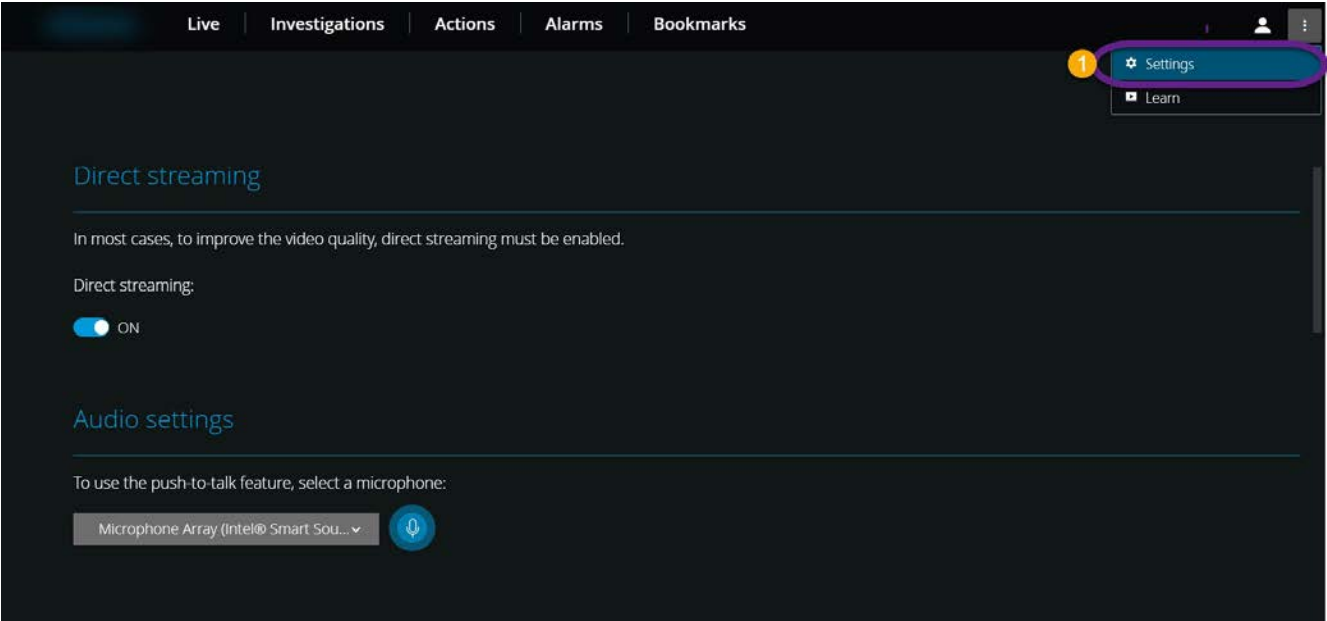 Live
Investigations
Actions
Alarms
Bookmarks
1
Settings
Learn
Direct streaming
In most cases, to improve the video quality, direct streaming must be enabled.
Direct streaming:
ON
Audio settings
To use the push-to-talk feature, select a microphone:
Microphone Array (Intel® Smart Sou...